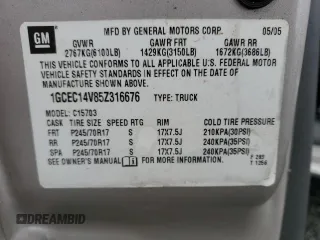 GM
MFD BY GENERAL MOTORS CORP. 05/05
GVWR GAWR FRT GAWR RR
2767KG(6100LB) 1429KG(3150LB) 1672KG(3686LB)
THIS VEHICLE CONFORMS TO ALL APPLICABLE U.S. FEDERAL
MOTOR VEHICLE SAFETY STANDARDS IN EFFECT ON THE DATE
OF MANUFACTURE SHOWN ABOVE.
1GCEC14V85Z316676 TYPE: TRUCK
MODEL: C15703
CASK TIRE SIZE SPEED RTG RIM COLD TIRE PRESSURE
FRT P245/70R17 S 17X7.5J 210KPA(30PSI)
RR P245/70R17 S 17X7.5J 240KPA(35PSI)
SPA P245/70R17 S 17X7.5J 240KPA(35PSI)
SEE OWNER'S MANUAL FOR MORE INFORMATION
T 1256
DREAMBID